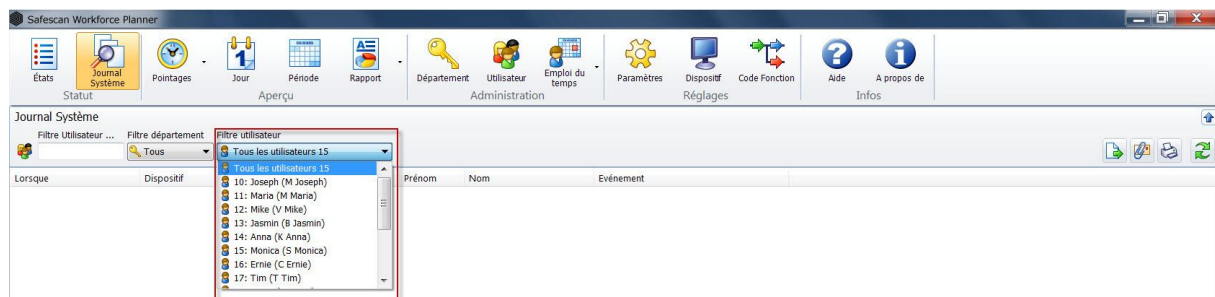 Safescan Workforce Planner
États
Journal Système
Pointages
Jour
Période
Rapport
Département
Utilisateur
Emploi du temps
Paramètres
Dispositif
Code Fonction
Aide
A propos de
Statut
Aperçu
Administration
Réglages
Infos
Journal Système
Filtre Utilisateur ...
Filtre département
Filtre utilisateur
Tous
Tous les utilisateurs 15
Tous les utilisateurs 15
10: Joseph (M Joseph)
11: Maria (M Maria)
12: Mike (V Mike)
13: Jasmin (B Jasmin)
14: Anna (K Anna)
15: Monica (S Monica)
16: Ernie (C Ernie)
17: Tim (T Tim)
Lorsque
Dispositif
Prénom
Nom
Evénement